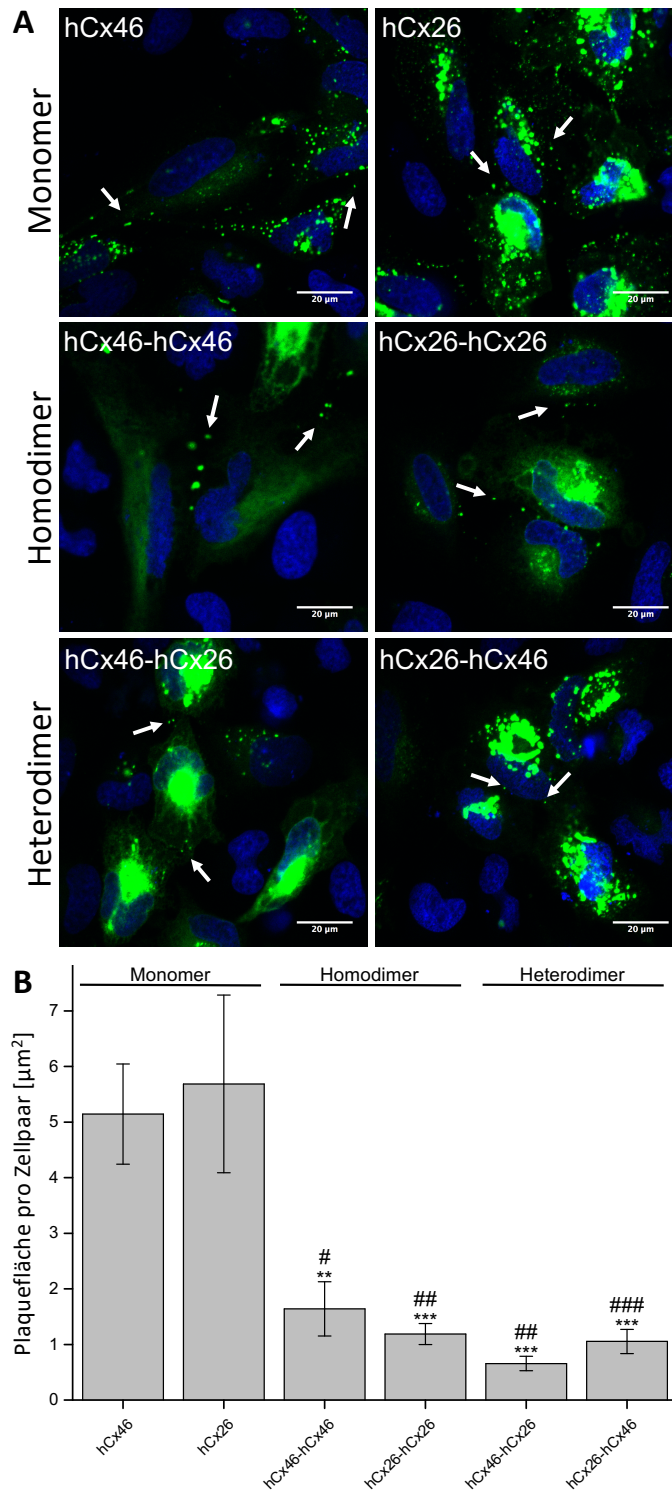 A
hCx46
hCx26
Monomer
20 µm
20 µm
hCx46-hCx46
hCx26-hCx26
Homodimer
20 µm
20 µm
hCx46-hCx26
hCx26-hCx46
Heterodimer
20 µm
20 µm
B
Monomer
Homodimer
Heterodimer
Plaquefläche pro Zellpaar [µm²]
7
6
5
4
3
2
1
0
#
**
##
***
##
***
###
***
hCx46
hCx26
hCx46-hCx46
hCx26-hCx26
hCx46-hCx26
hCx26-hCx46